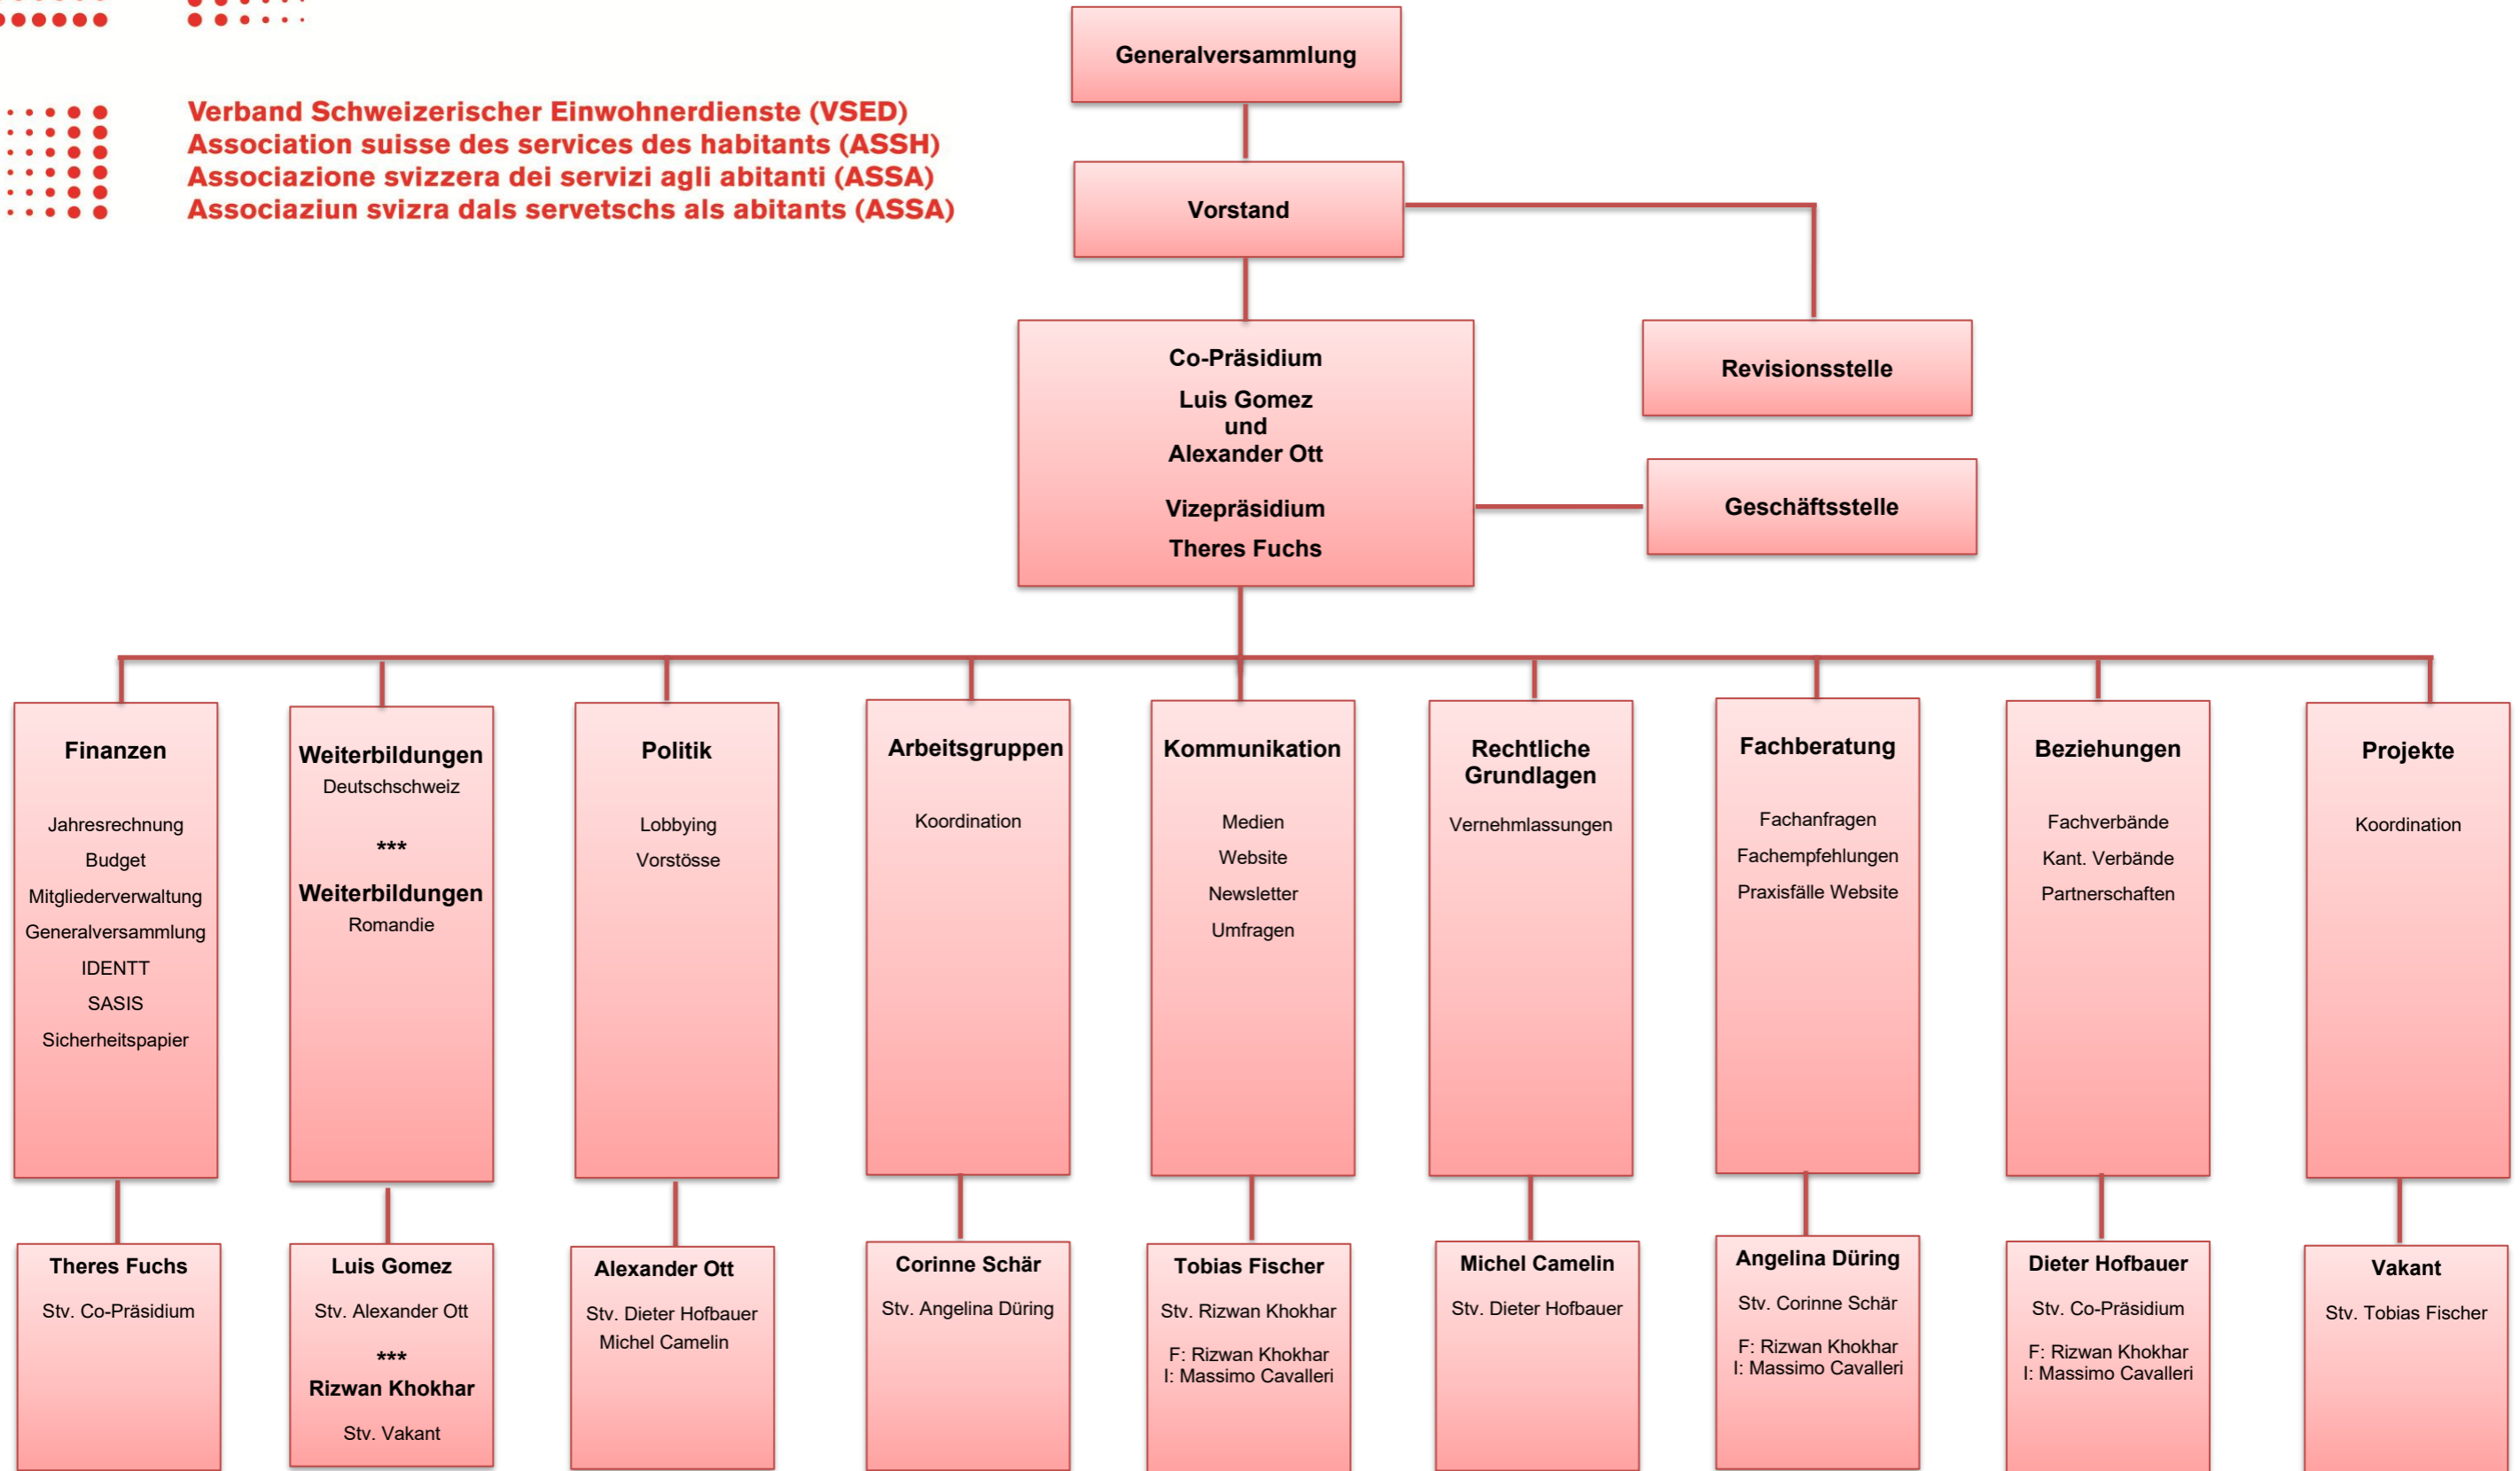 Verband Schweizerischer Einwohnerdienste (VSED)
Association suisse des services des habitants (ASSH)
Associazione svizzera dei servizi agli abitanti (ASSA)
Associaziun svizra dals servetschs als abitants (ASSA)
Generalversammlung
Vorstand
Co-Präsidium
Luis Gomez
und
Alexander Ott
Vizepräsidium
Theres Fuchs
Revisionsstelle
Geschäftsstelle
Finanzen
Jahresrechnung
Budget
Mitgliederverwaltung
Generalversammlung
IDENTT
SASIS
Sicherheitspapier
Theres Fuchs
Stv. Co-Präsidium
Weiterbildungen
Deutschschweiz
***
Weiterbildungen
Romandie
Luis Gomez
Stv. Alexander Ott
***
Rizwan Khokhar
Stv. Vakant
Politik
Lobbying
Vorstösse
Alexander Ott
Stv. Dieter Hofbauer
Michel Camelin
Arbeitsgruppen
Koordination
Corinne Schär
Stv. Angelina Düring
Kommunikation
Medien
Website
Newsletter
Umfragen
Tobias Fischer
Stv. Rizwan Khokhar
F: Rizwan Khokhar
I: Massimo Cavalleri
Rechtliche
Grundlagen
Vernehmlassungen
Michel Camelin
Stv. Dieter Hofbauer
Fachberatung
Fachanfragen
Fachempfehlungen
Praxisfälle Website
Angelina Düring
Stv. Corinne Schär
F: Rizwan Khokhar
I: Massimo Cavalleri
Beziehungen
Fachverbände
Kant. Verbände
Partnerschaften
Dieter Hofbauer
Stv. Co-Präsidium
F: Rizwan Khokhar
I: Massimo Cavalleri
Projekte
Koordination
Vakant
Stv. Tobias Fischer